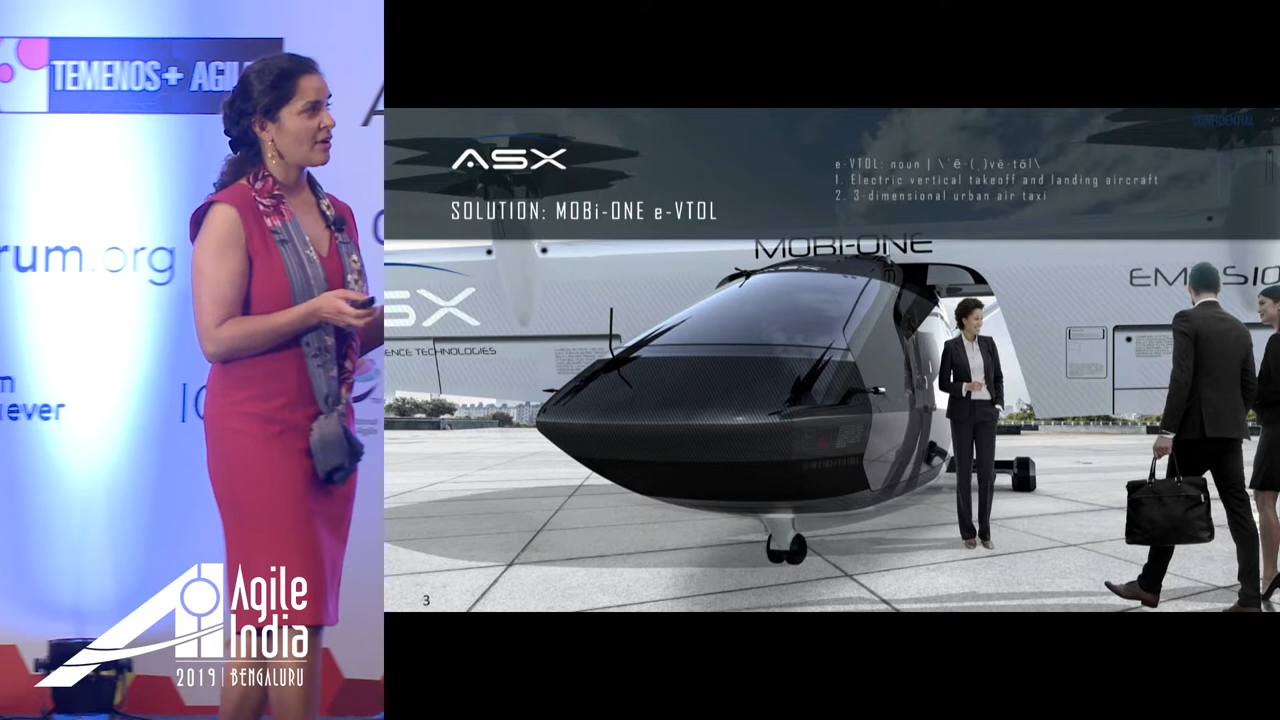 TEMENOS+ AGIL
rum.org
ever
Agile
India
2019 | BENGALURU
CONFIDENTIAL
ASX
SOLUTION: MOBi-ONE e-VTOL
e-VTOL: noun | \ˈē-(ˌ)vē-tōl\
1. Electric vertical takeoff and landing aircraft
2. 3-dimensional urban air taxi
MOBI-ONE
SX
ENCE TECHNOLOGIES
3